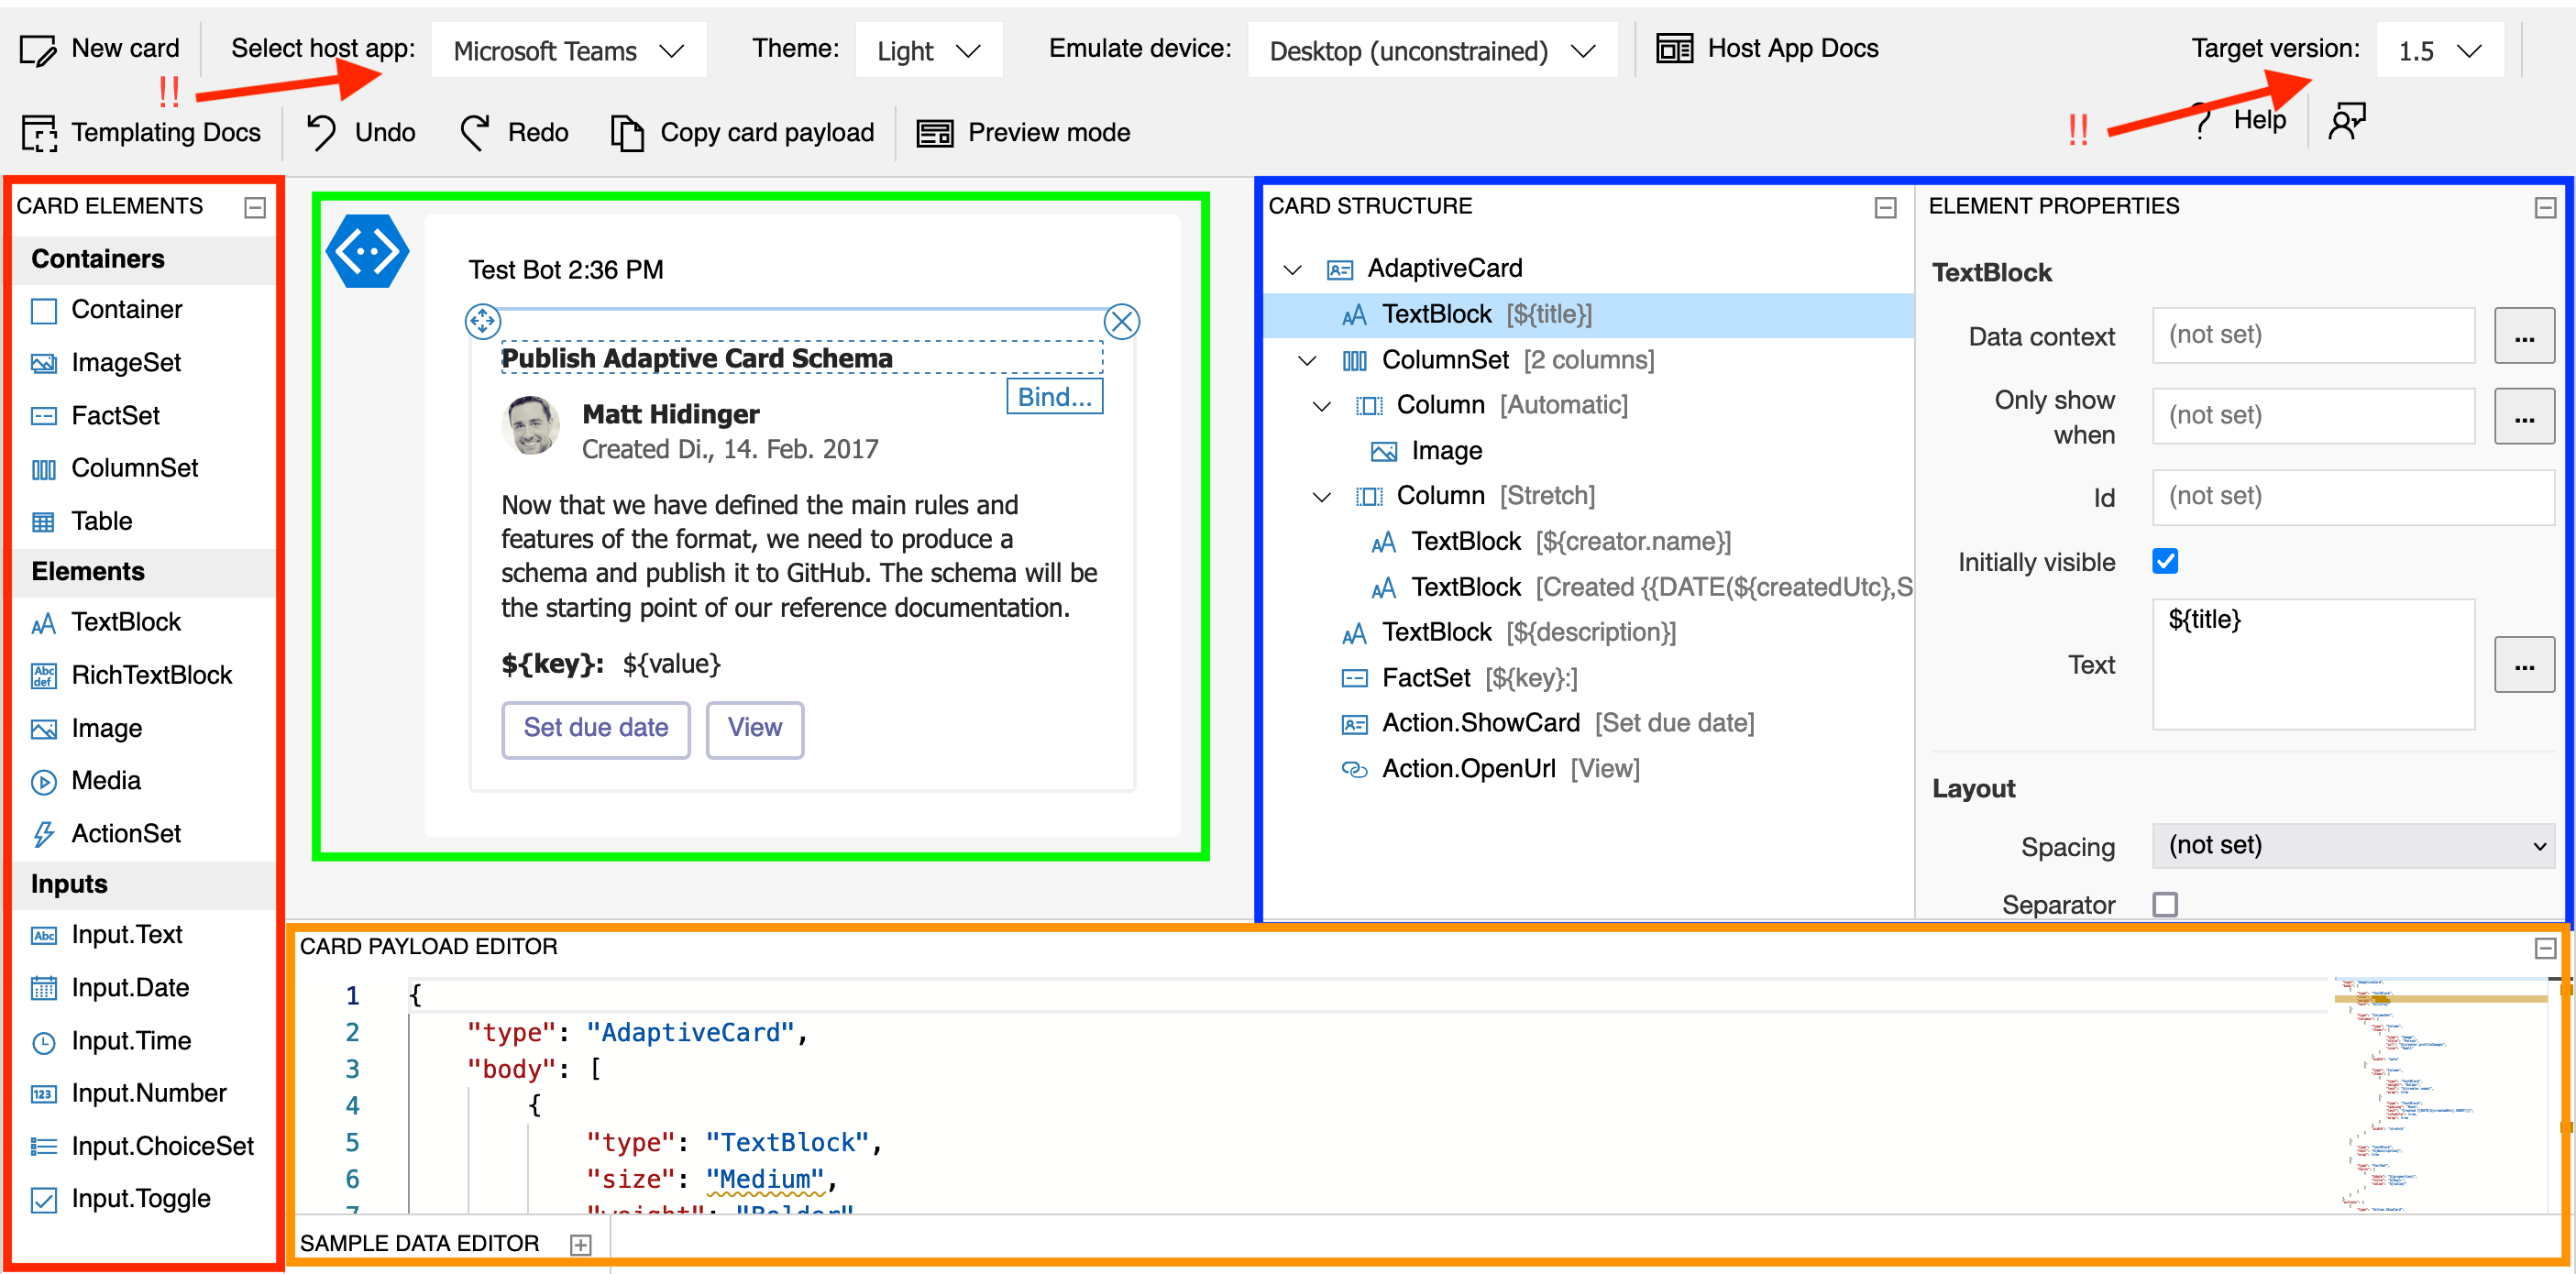 New card
Select host app:
Microsoft Teams
Theme:
Light
Emulate device:
Desktop (unconstrained)
Host App Docs
Target version:
1.5
!!
Templating Docs
Undo
Redo
Copy card payload
Preview mode
!!
?
Help
CARD ELEMENTS
Containers
Container
ImageSet
FactSet
ColumnSet
Table
Elements
TextBlock
Abc
def
RichTextBlock
Image
Media
ActionSet
Inputs
Abc
Input.Text
Input.Date
Input.Time
123
Input.Number
Input.ChoiceSet
Input.Toggle
Test Bot 2:36 PM
Publish Adaptive Card Schema
Bind...
Matt Hidinger
Created Di., 14. Feb. 2017
Now that we have defined the main rules and
features of the format, we need to produce a
schema and publish it to GitHub. The schema will be
the starting point of our reference documentation.
${key}: ${value}
Set due date
View
CARD STRUCTURE
AdaptiveCard
TextBlock [${title}]
ColumnSet [2 columns]
Column [Automatic]
Image
Column [Stretch]
TextBlock [${creator.name}]
TextBlock [Created {{DATE(${createdUtc},S
TextBlock [${description}]
FactSet [${key}:]
Action.ShowCard [Set due date]
Action.OpenUrl [View]
ELEMENT PROPERTIES
TextBlock
Data context
(not set)
...
Only show
when
(not set)
...
Id
(not set)
Initially visible
Text
${title}
...
Layout
Spacing
(not set)
Separator
CARD PAYLOAD EDITOR
1 {
2 "type": "AdaptiveCard",
3 "body": [
4 {
5 "type": "TextBlock",
6 "size": "Medium",
7 "weight": "Bolder"
SAMPLE DATA EDITOR